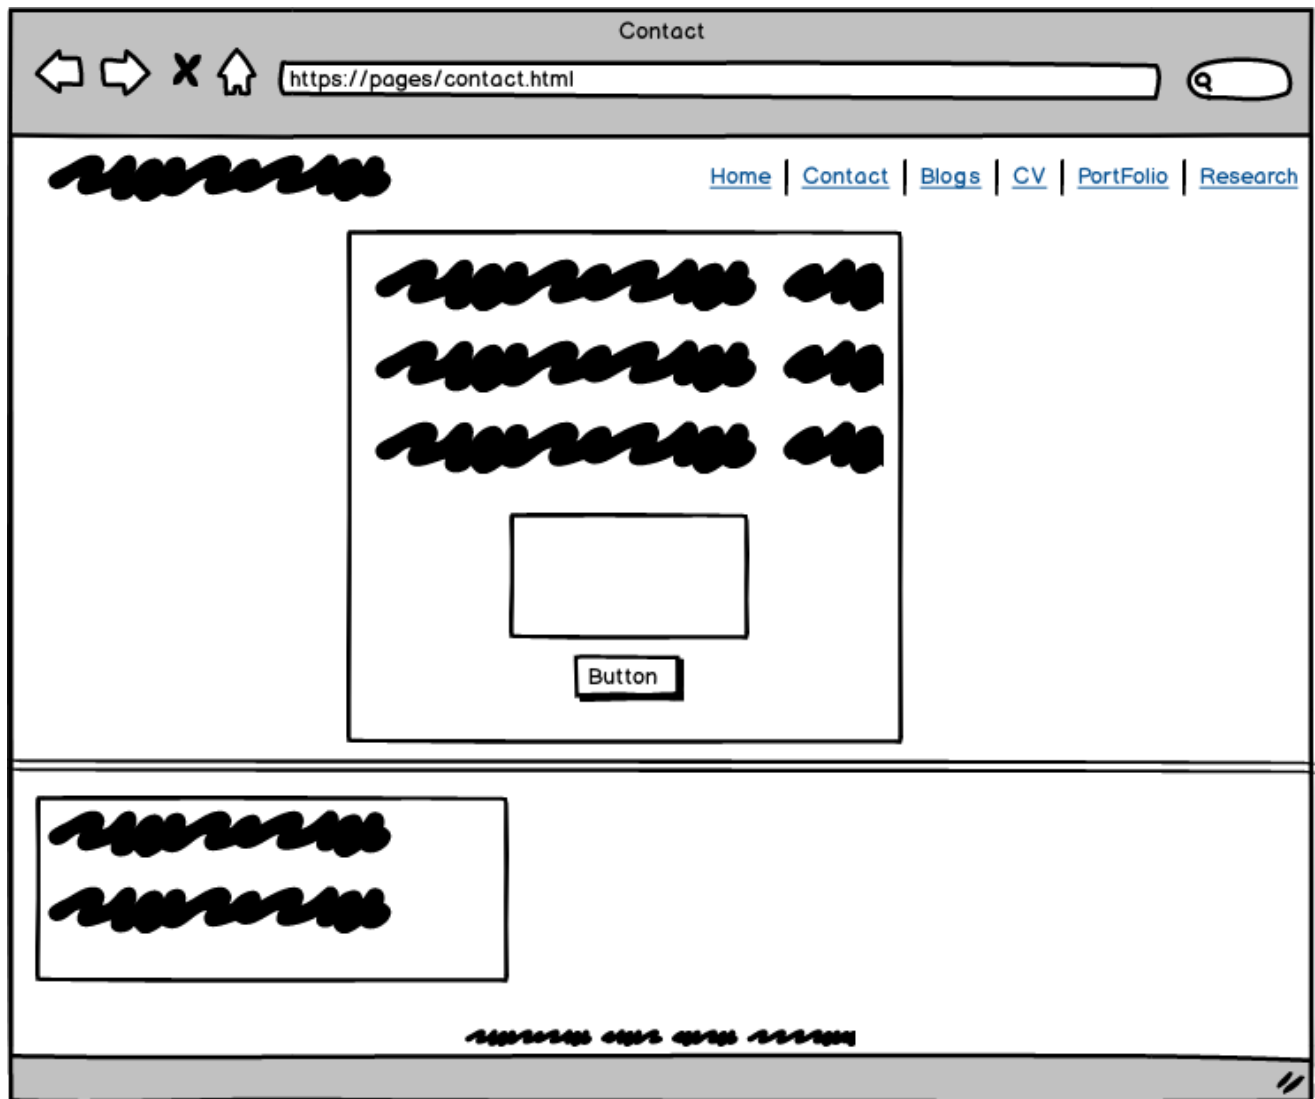 Contact
https://pages/contact.html
Home | Contact | Blogs | CV | PortFolio | Research
Button